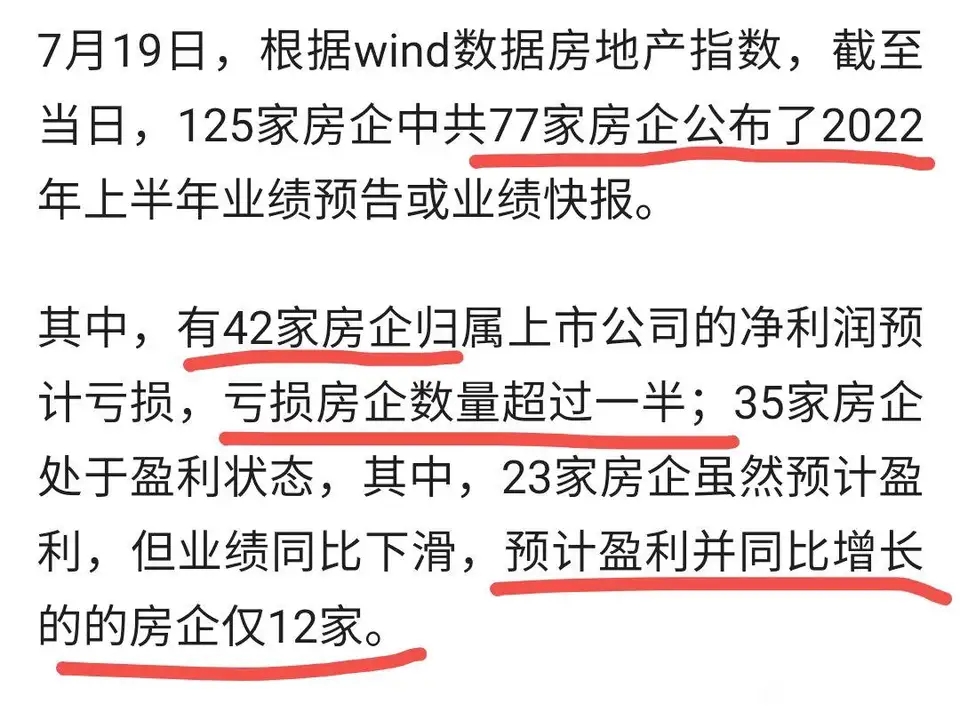 7月19日，根据wind数据房地产指数，截至
当日，125家房企中共77家房企公布了2022
年上半年业绩预告或业绩快报。
其中，有42家房企归属上市公司的净利润预
计亏损，亏损房企数量超过一半；35家房企
处于盈利状态，其中，23家房企虽然预计盈
利，但业绩同比下滑，预计盈利并同比增长
的的房企仅12家。